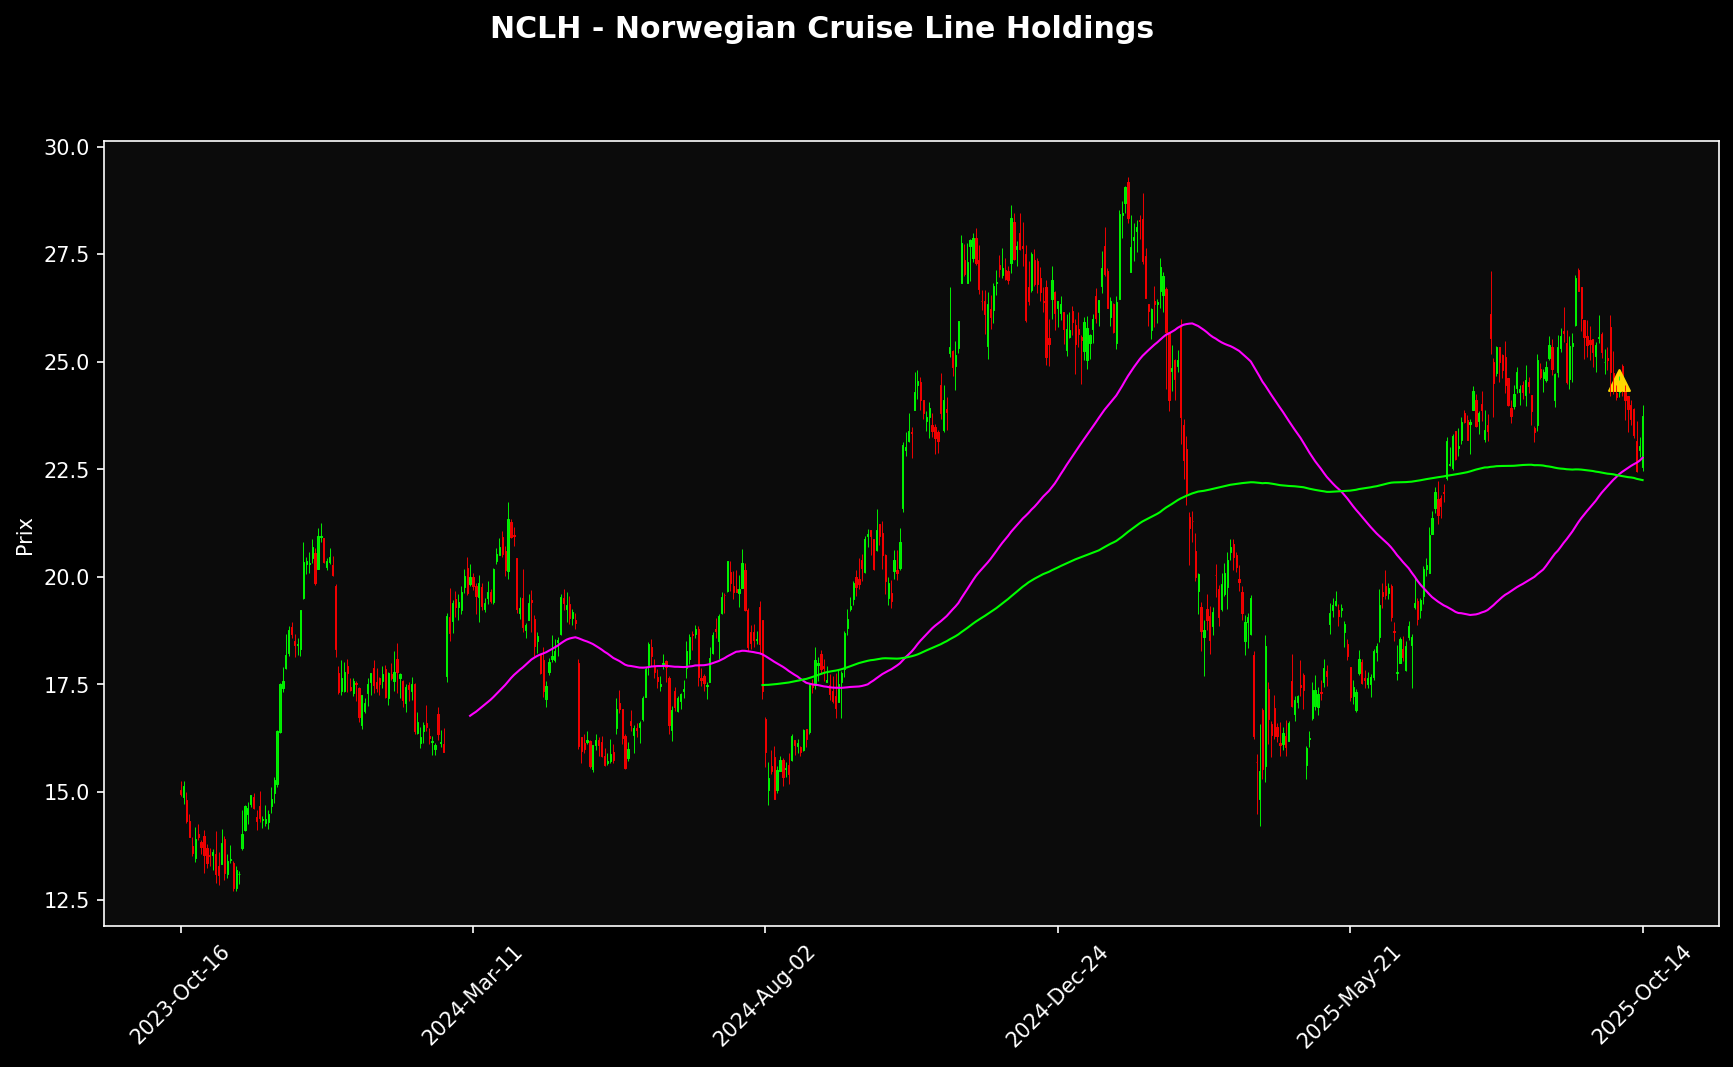 NCLH - Norwegian Cruise Line Holdings
Prix
30.0
27.5
25.0
22.5
20.0
17.5
15.0
12.5
2023-Oct-16
2024-Mar-11
2024-Aug-02
2024-Dec-24
2025-May-21
2025-Oct-14